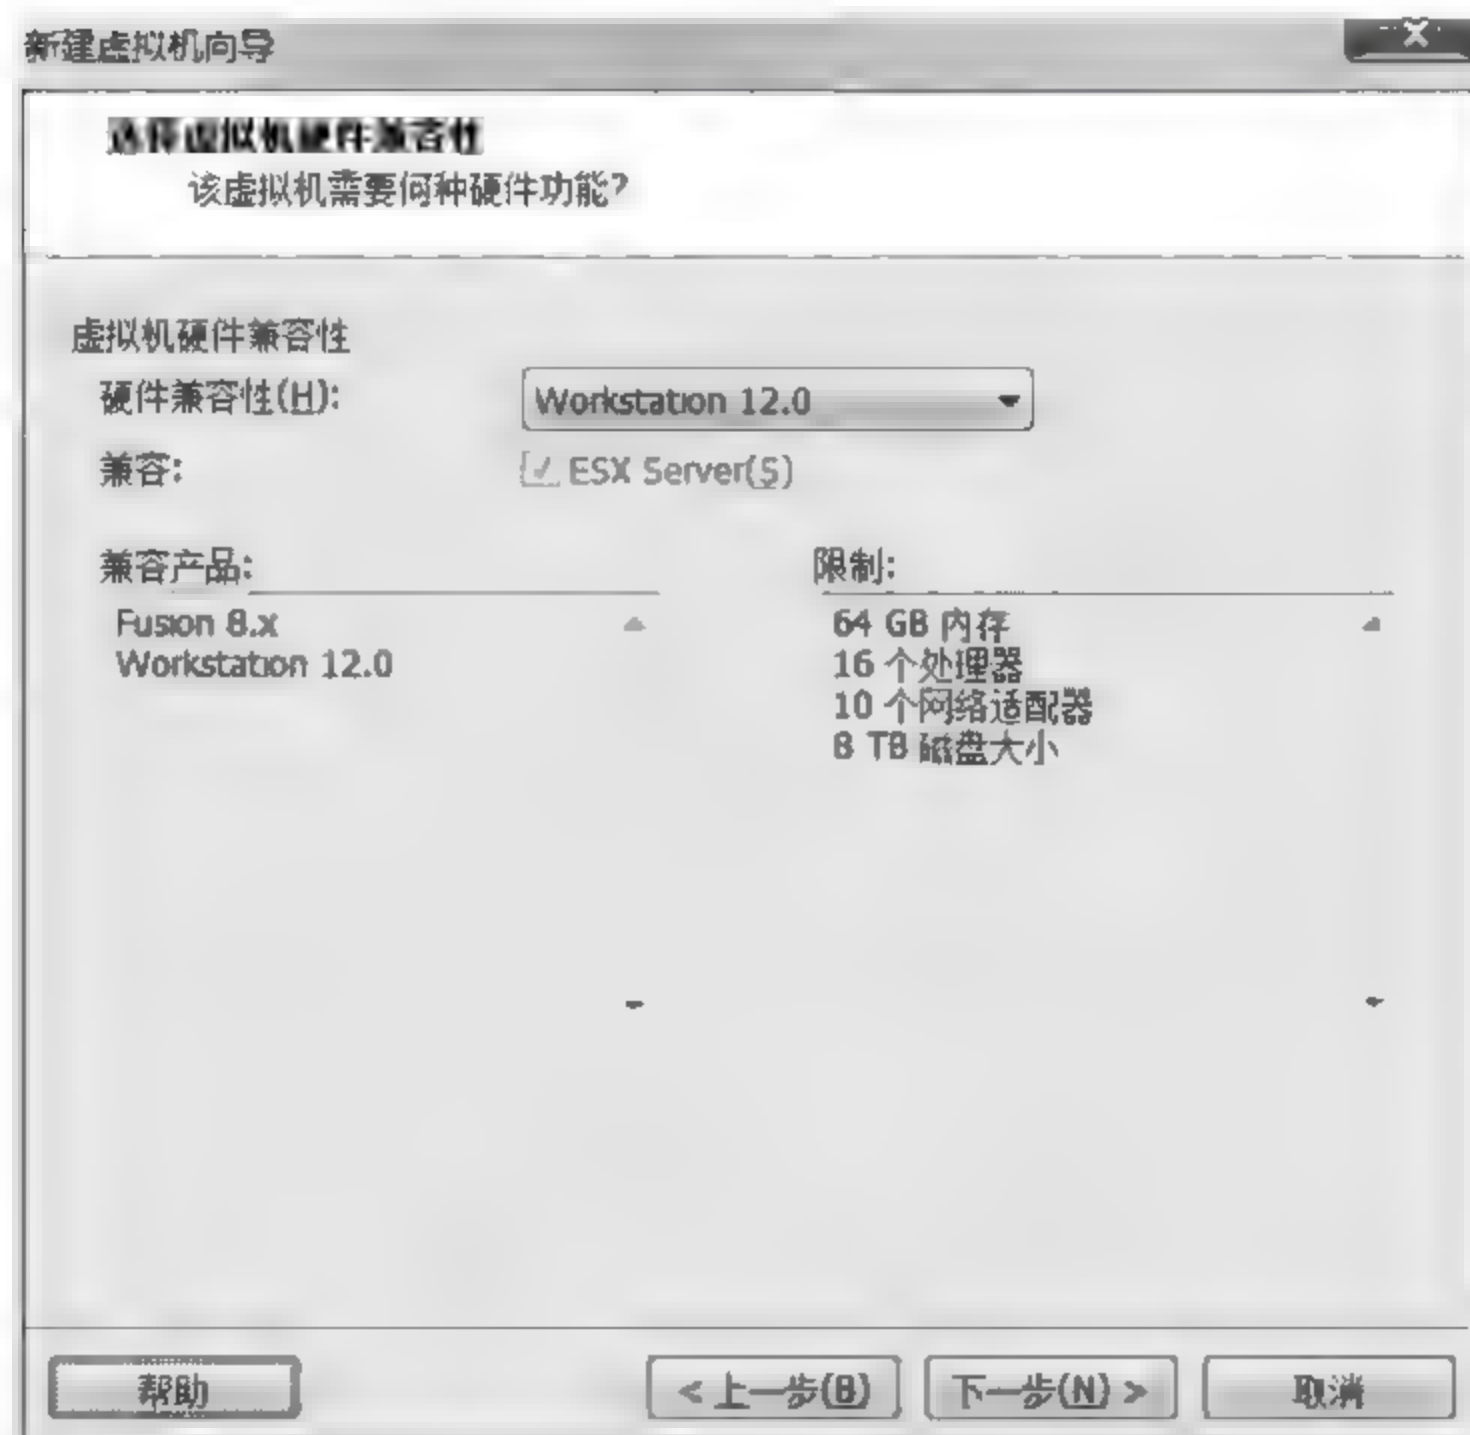 新建虚拟机向导
选择虚拟机硬件兼容性
该虚拟机需要何种硬件功能?
虚拟机硬件兼容性
硬件兼容性(H): Workstation 12.0
兼容: ESX Server(S)
兼容产品:
Fusion 8.x
Workstation 12.0
限制:
64 GB 内存
16 个处理器
10 个网络适配器
8 TB 磁盘大小
帮助 < 上一步(B) 下一步(N) > 取消